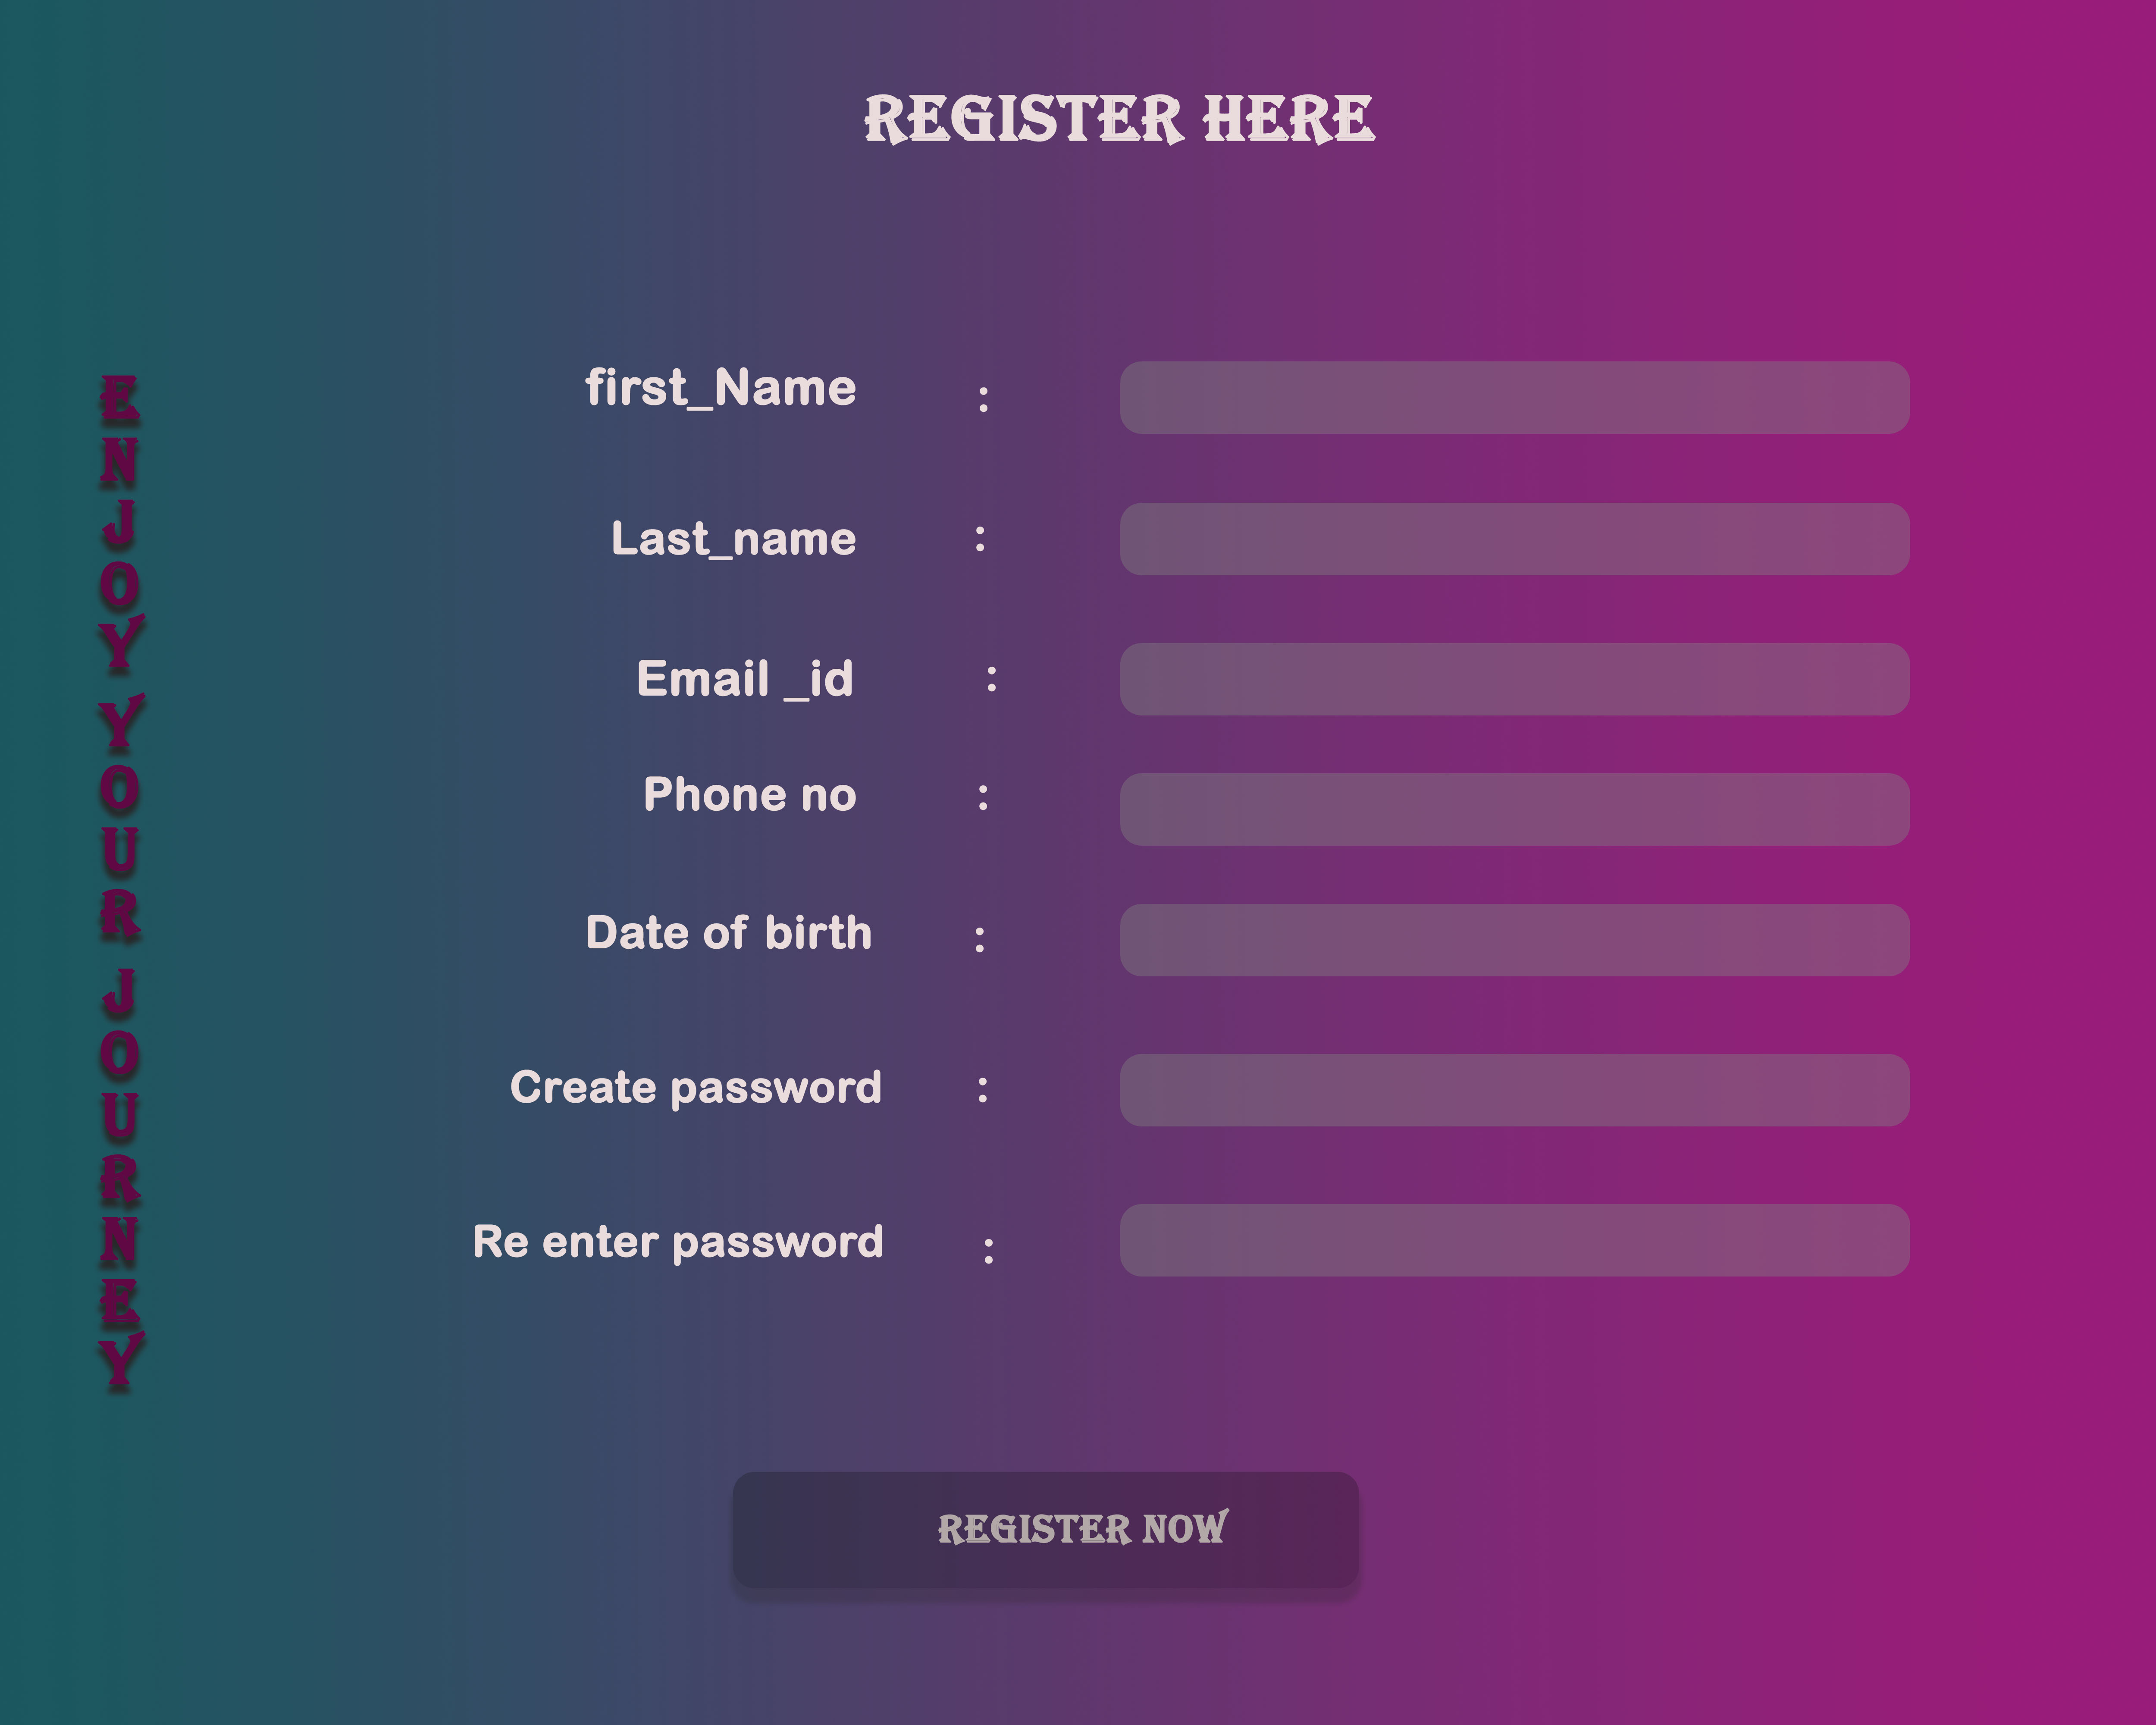 REGISTER HERE
first_Name :
Last_name :
Email _id :
Phone no :
Date of birth :
Create password :
Re enter password :
ENJOY YOUR JOURNEY
REGISTER NOW